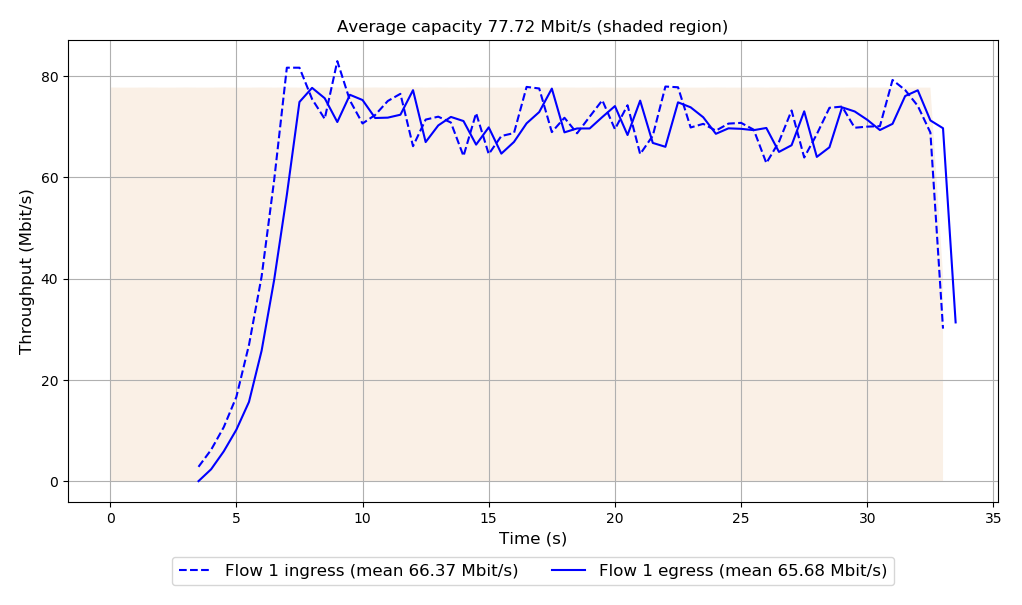 Average capacity 77.72 Mbit/s (shaded region)
80
60
40
20
0
Throughput (Mbit/s)
0 5 10 15 20 25 30 35
Time (s)
Flow 1 ingress (mean 66.37 Mbit/s) Flow 1 egress (mean 65.68 Mbit/s)